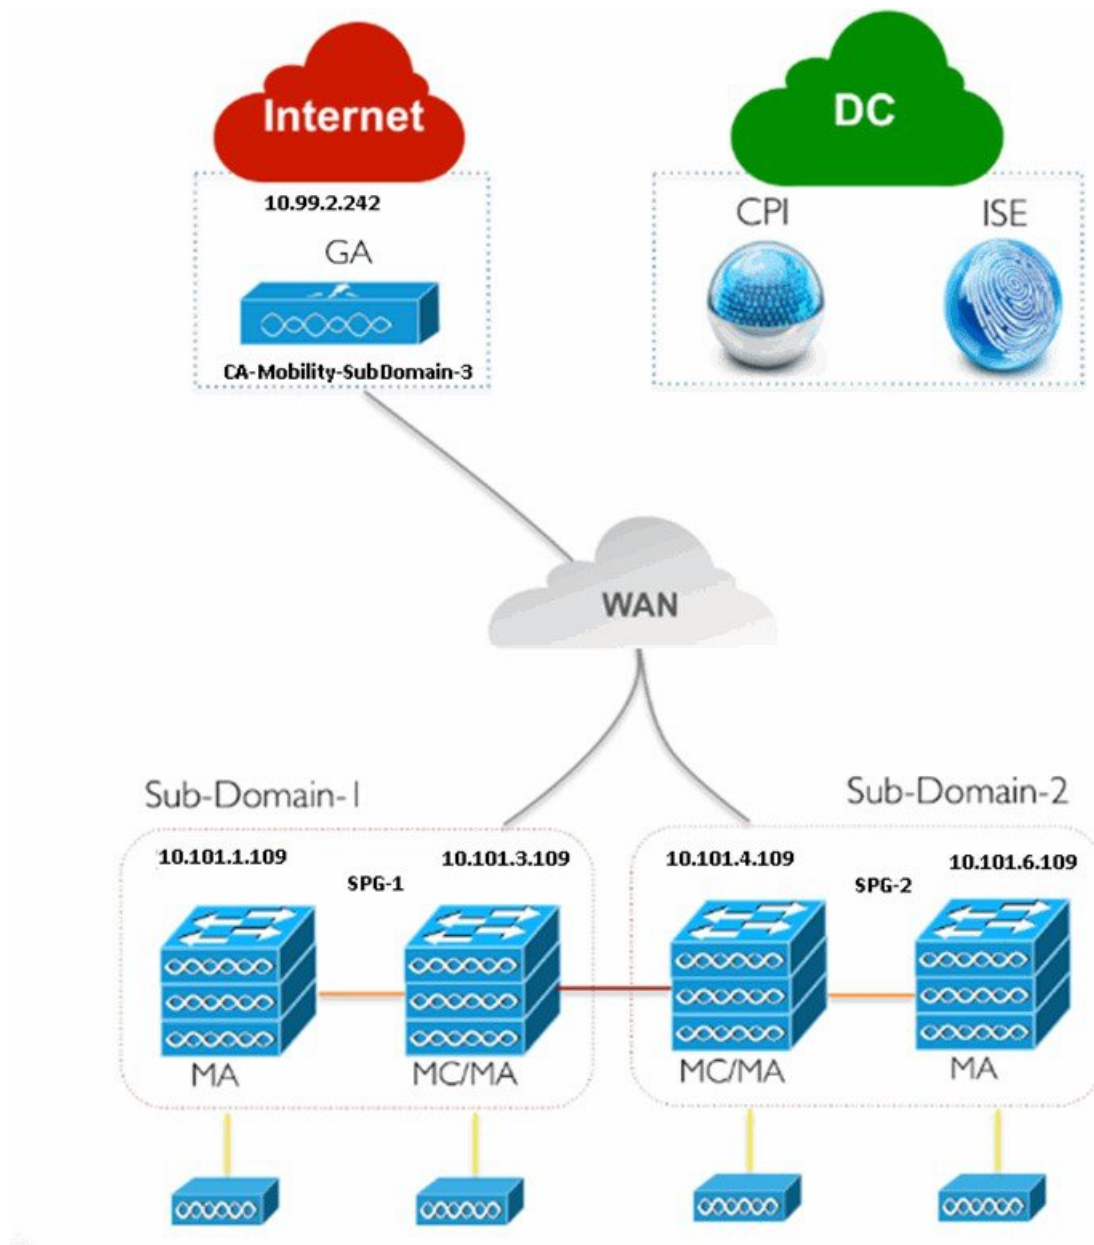 Internet
DC
10.99.2.242
GA
CA-Mobility-SubDomain-3
CPI
ISE
WAN
Sub-Domain-1
Sub-Domain-2
10.101.1.109
10.101.3.109
SPG-1
10.101.4.109
10.101.6.109
SPG-2
MA
MC/MA
MC/MA
MA